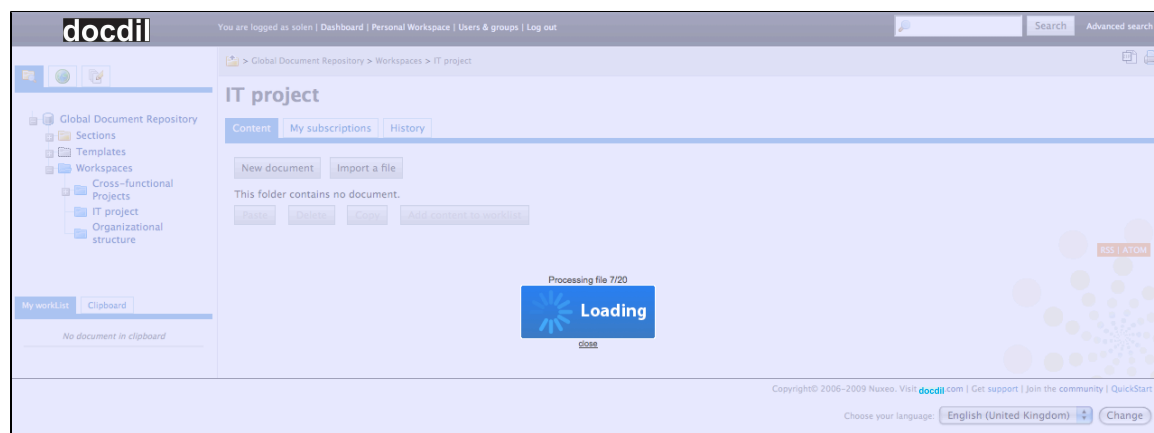 docdil
You are logged as solen | Dashboard | Personal Workspace | Users & groups | Log out
Search
Advanced search
> Global Document Repository > Workspaces > IT project
IT project
Content
My subscriptions
History
Global Document Repository
Sections
Templates
Workspaces
Cross-functional
Projects
IT project
Organizational
structure
New document
Import a file
This folder contains no document.
Paste
Delete
Copy
Add content to worklist
RSS | ATOM
Processing file 7/20
Loading
close
My workList
Clipboard
No document in clipboard
Copyright© 2006-2009 Nuxeo. Visit docdil.com | Get support | Join the community | QuickStart
Choose your language:
English (United Kingdom)
Change